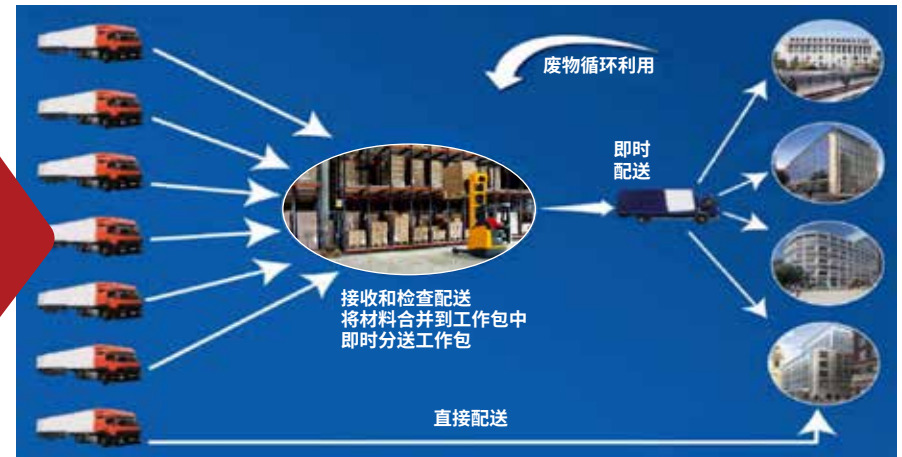 废物循环利用
即时
配送
接收和检查配送
将材料合并到工作包中
即时分送工作包
直接配送